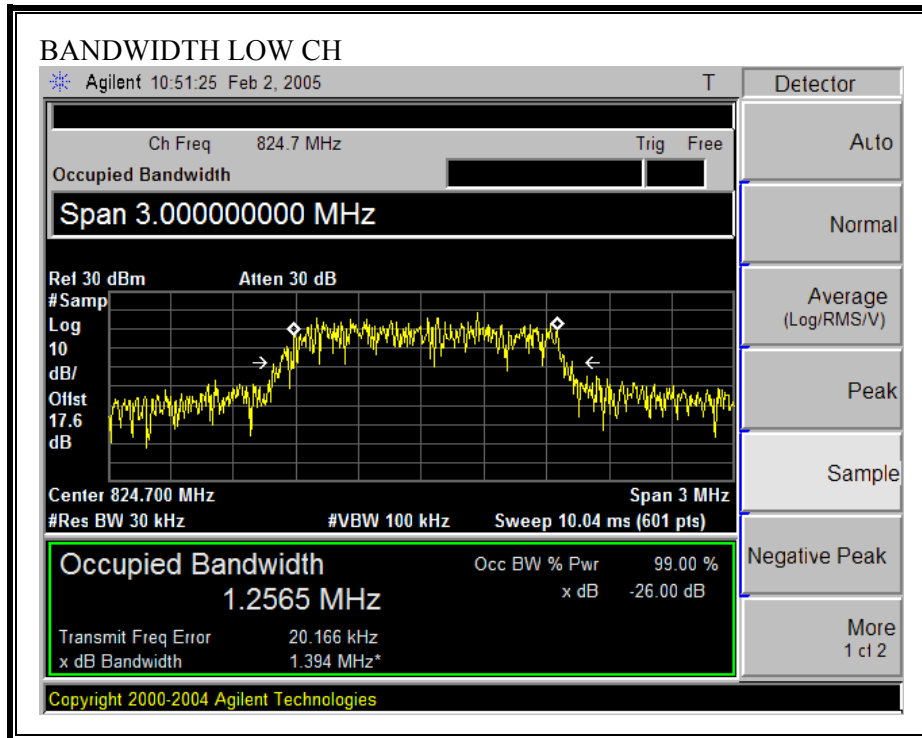 BANDWIDTH LOW CH
Agilent 10:51:25 Feb 2, 2005 T
Ch Freq 824.7 MHz Trig Free
Occupied Bandwidth
Span 3.000000000 MHz
Ref 30 dBm Atten 30 dB
#Samp
Log
10
dB/
Offst
17.6
dB
Center 824.700 MHz Span 3 MHz
#Res BW 30 kHz #VBW 100 kHz Sweep 10.04 ms (601 pts)
Occupied Bandwidth
1.2565 MHz
Occ BW % Pwr 99.00 %
x dB -26.00 dB
Transmit Freq Error 20.166 kHz
x dB Bandwidth 1.394 MHz*
Copyright 2000-2004 Agilent Technologies
Detector
Auto
Normal
Average
(Log/RMS/V)
Peak
Sample
Negative Peak
More
1 of 2